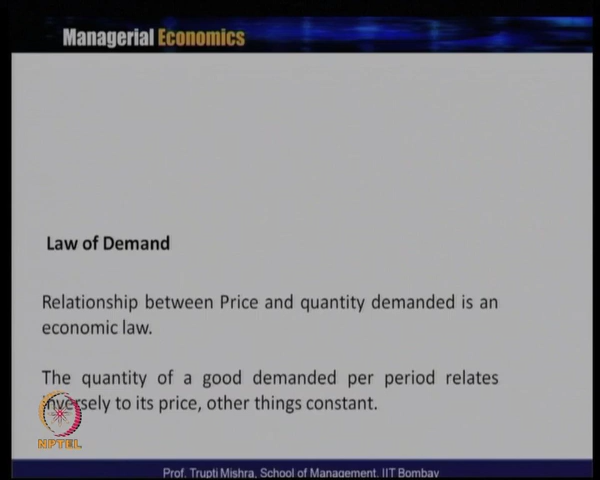 Managerial Economics
Law of Demand
Relationship between Price and quantity demanded is an
economic law.
The quantity of a good demanded per period relates
inversely to its price, other things constant.
NPTEL
Prof. Trupti Mishra, School of Management, IIT Bombay